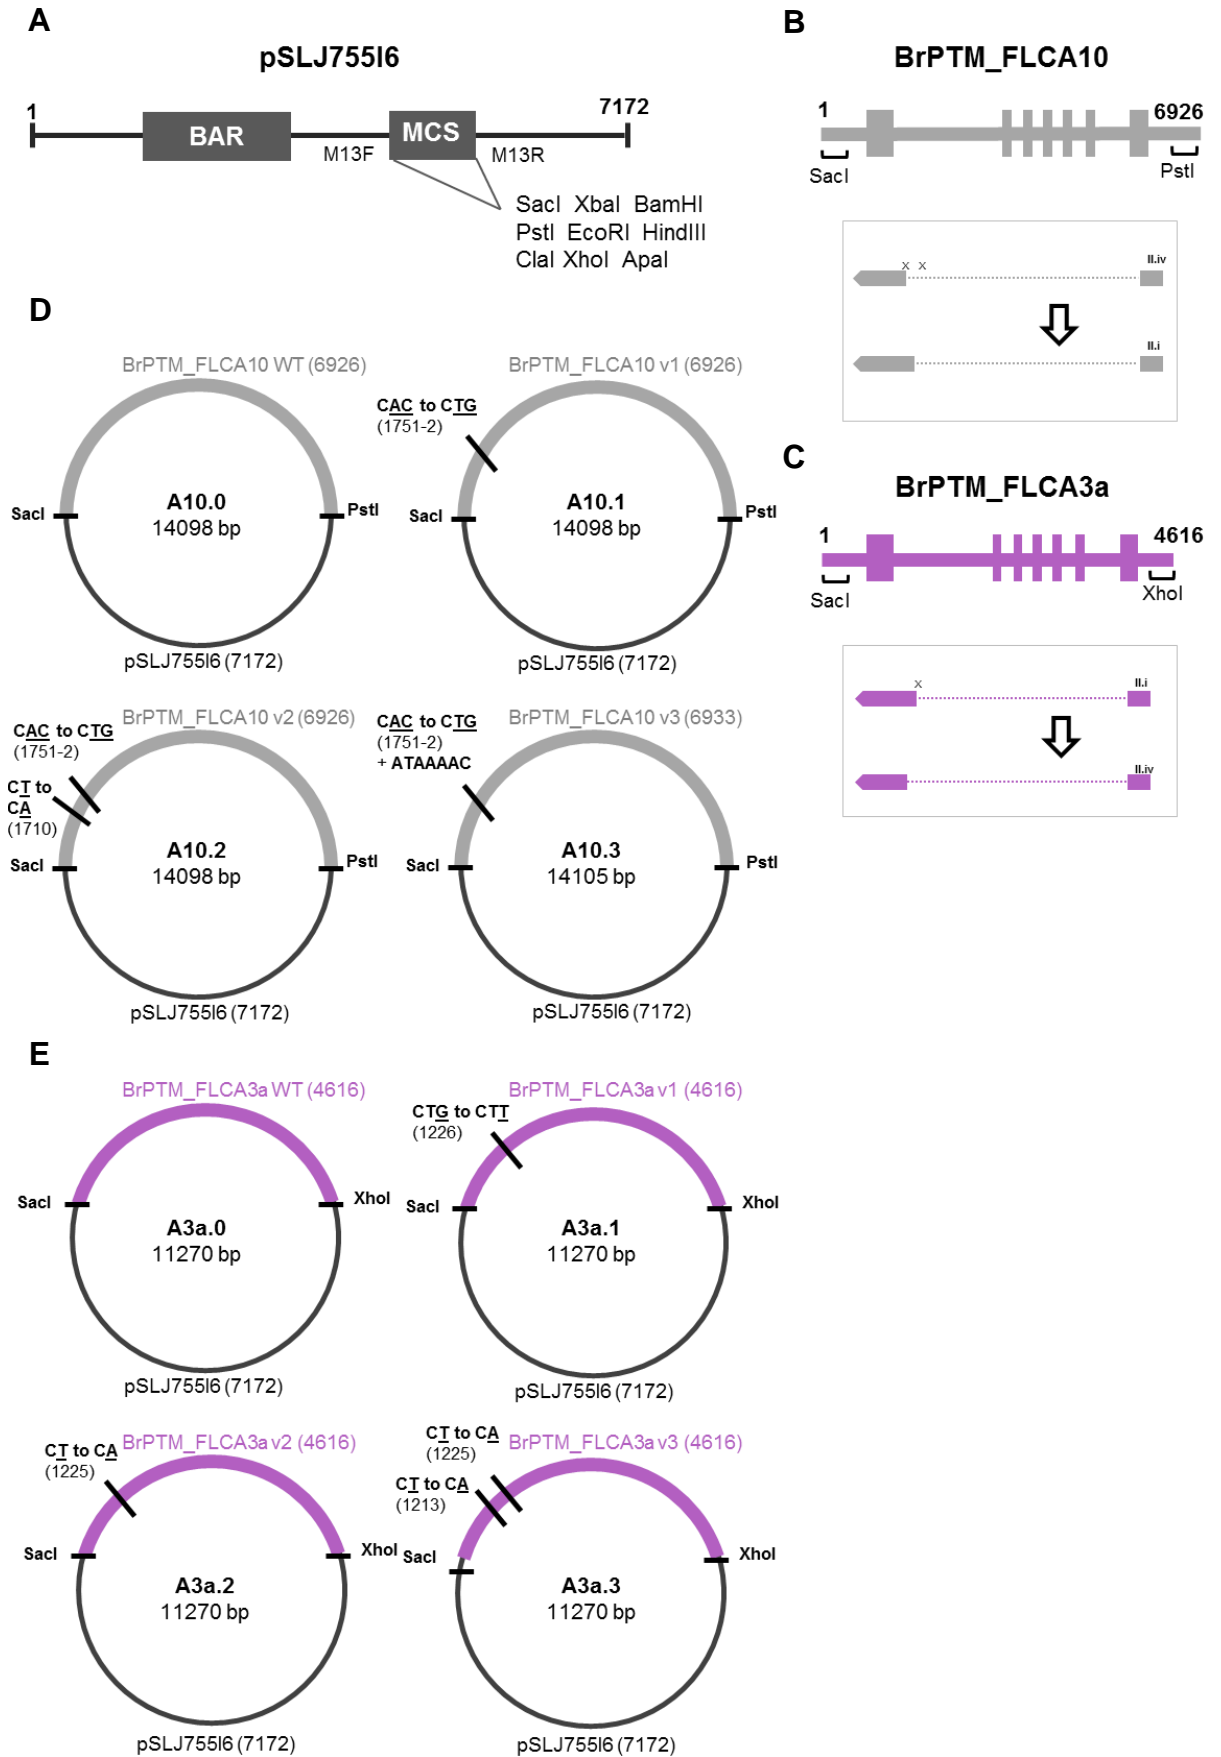 A
pSLJ755I6
1
7172
BAR
MCS
M13F
M13R
SacI XbaI BamHI
PstI EcoRI HindIII
ClaI XhoI ApaI
B
BrPTM_FLCA10
1
6926
SacI
PstI
x x
II.iv
II.i
C
BrPTM_FLCA3a
1
4616
SacI
XhoI
x
II.i
II.iv
D
BrPTM_FLCA10 WT (6926)
SacI
PstI
A10.0
14098 bp
pSLJ755I6 (7172)
BrPTM_FLCA10 v1 (6926)
CAC to CTG
(1751-2)
SacI
PstI
A10.1
14098 bp
pSLJ755I6 (7172)
BrPTM_FLCA10 v2 (6926)
CAC to CTG
(1751-2)
CT to
CA
(1710)
SacI
PstI
A10.2
14098 bp
pSLJ755I6 (7172)
BrPTM_FLCA10 v3 (6933)
CAC to CTG
(1751-2)
+ ATAAAAC
SacI
PstI
A10.3
14105 bp
pSLJ755I6 (7172)
E
BrPTM_FLCA3a WT (4616)
SacI
XhoI
A3a.0
11270 bp
pSLJ755I6 (7172)
BrPTM_FLCA3a v1 (4616)
CTG to CTT
(1226)
SacI
XhoI
A3a.1
11270 bp
pSLJ755I6 (7172)
BrPTM_FLCA3a v2 (4616)
CT to CA
(1225)
SacI
XhoI
A3a.2
11270 bp
pSLJ755I6 (7172)
BrPTM_FLCA3a v3 (4616)
CT to CA
(1225)
CT to CA
(1213)
SacI
XhoI
A3a.3
11270 bp
pSLJ755I6 (7172)